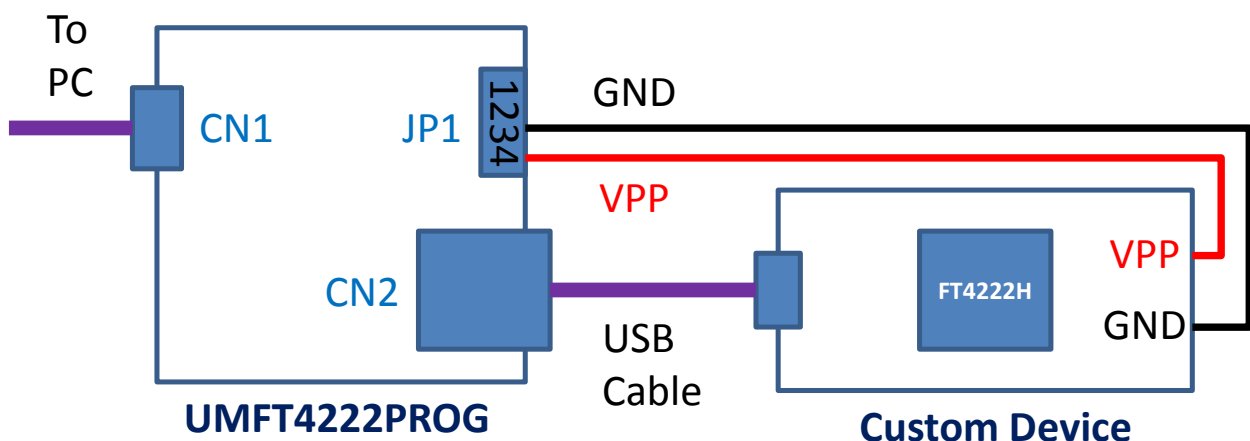 To
PC
CN1
JP1
1234
GND
VPP
CN2
USB
Cable
FT4222H
VPP
GND
UMFT4222PROG
Custom Device